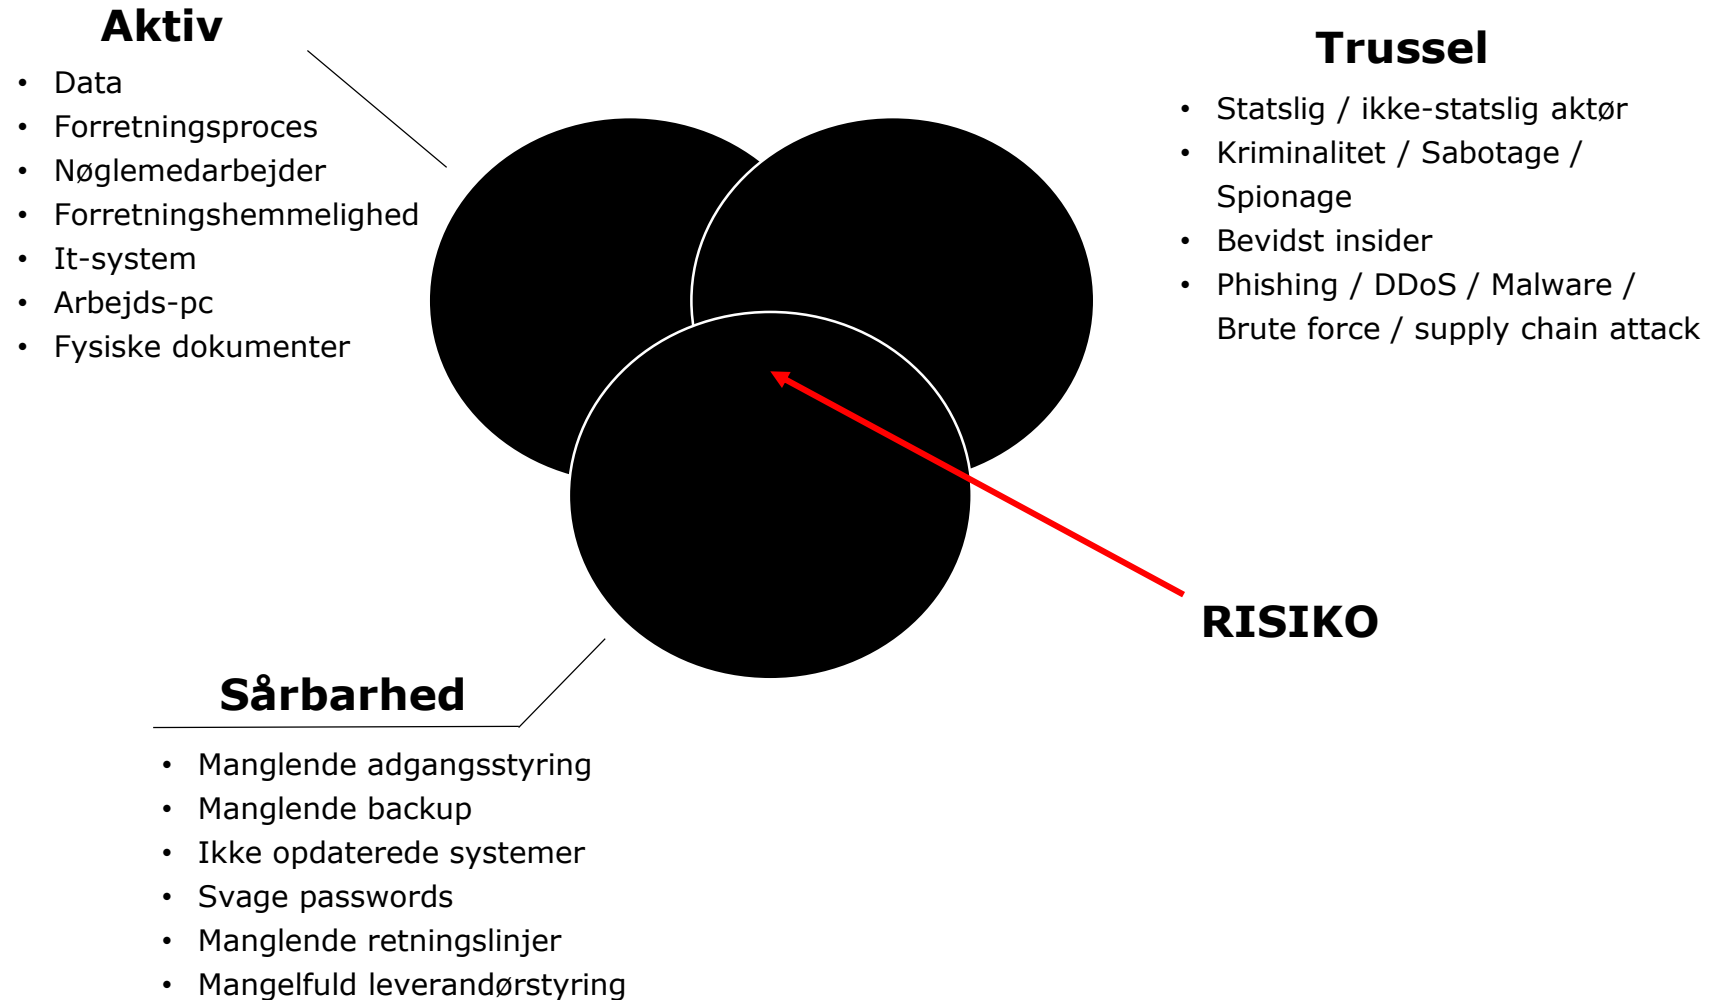 Aktiv
• Data
• Forretningsproces
• Nøglemedarbejder
• Forretningshemmelighed
• It-system
• Arbejds-pc
• Fysiske dokumenter
Trussel
• Statslig / ikke-statslig aktør
• Kriminalitet / Sabotage /
Spionage
• Bevidst insider
• Phishing / DDoS / Malware /
Brute force / supply chain attack
RISIKO
Sårbarhed
• Manglende adgangsstyring
• Manglende backup
• Ikke opdaterede systemer
• Svage passwords
• Manglende retningslinjer
• Mangelfuld leverandørstyring